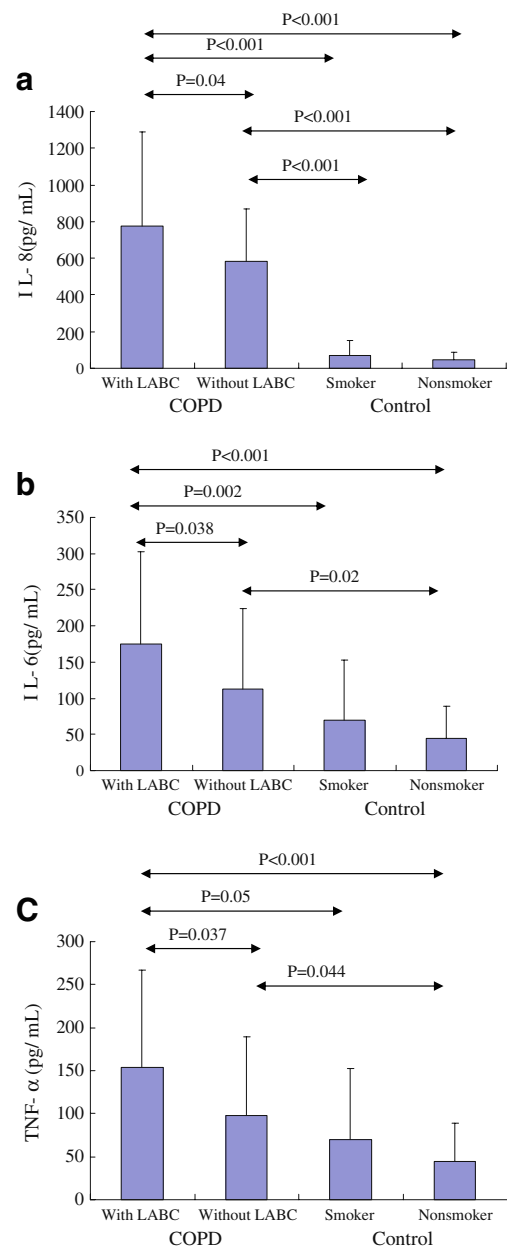 P<0.001
P<0.001
a
P=0.04
P<0.001
P<0.001
1400
1200
1000
800
600
400
200
0
I L- 8(pg/ mL)
With LABC Without LABC Smoker Nonsmoker
COPD Control
P<0.001
b
P=0.002
P=0.038
P=0.02
350
300
250
200
150
100
50
0
I L- 6(pg/ mL)
With LABC Without LABC Smoker Nonsmoker
COPD Control
P<0.001
C
P=0.05
P=0.037
P=0.044
300
250
200
150
100
50
0
TNF- α (pg/ mL)
With LABC Without LABC Smoker Nonsmoker
COPD Control